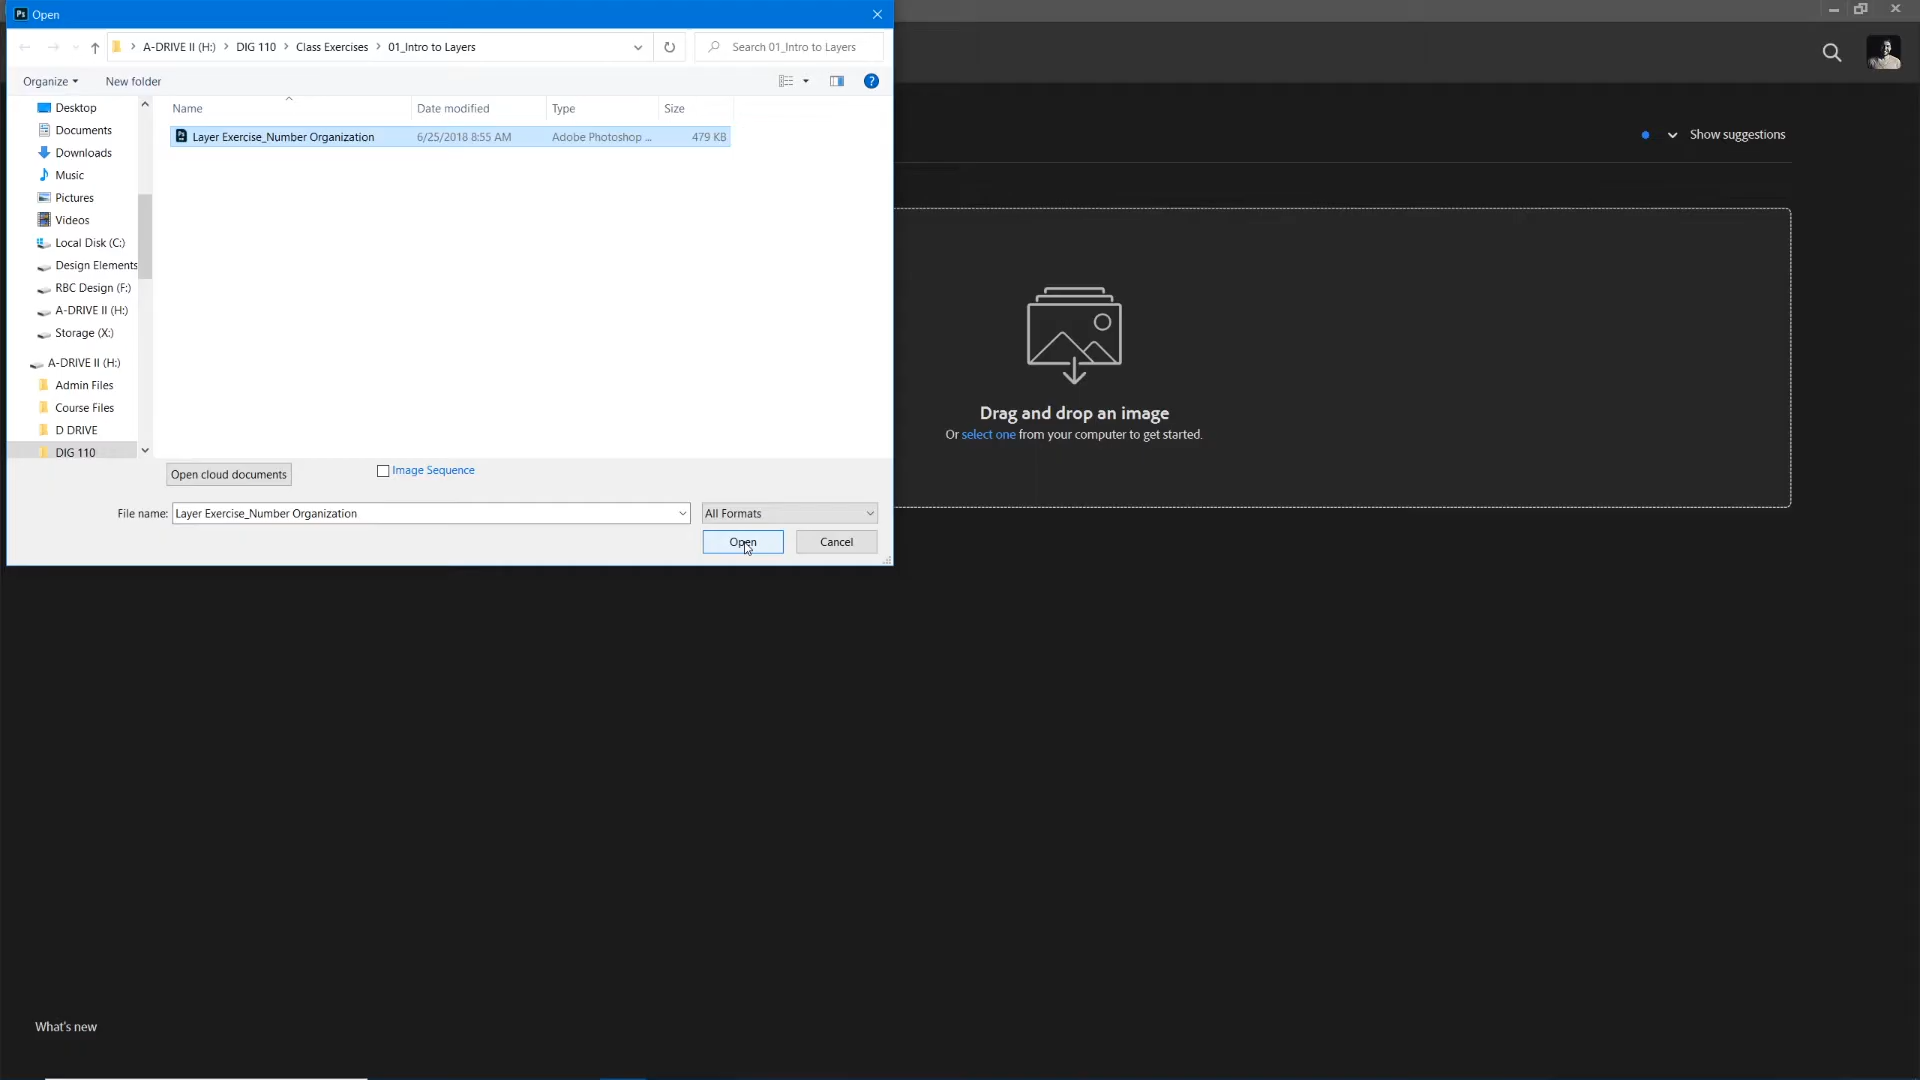 Ps Open
A-DRIVE II (H:) > DIG 110 > Class Exercises > 01_Intro to Layers
Search 01_Intro to Layers
Organize
New folder
?
Name
Date modified
Type
Size
Layer Exercise_Number Organization
6/25/2018 8:55 AM
Adobe Photoshop ...
479 KB
Desktop
Documents
Downloads
Music
Pictures
Videos
Local Disk (C:)
Design Elements
RBC Design (F:)
A-DRIVE II (H:)
Storage (X:)
A-DRIVE II (H:)
Admin Files
Course Files
D DRIVE
DIG 110
Open cloud documents
Image Sequence
File name:
Layer Exercise_Number Organization
All Formats
Open
Cancel
Show suggestions
Drag and drop an image
Or select one from your computer to get started.
What's new